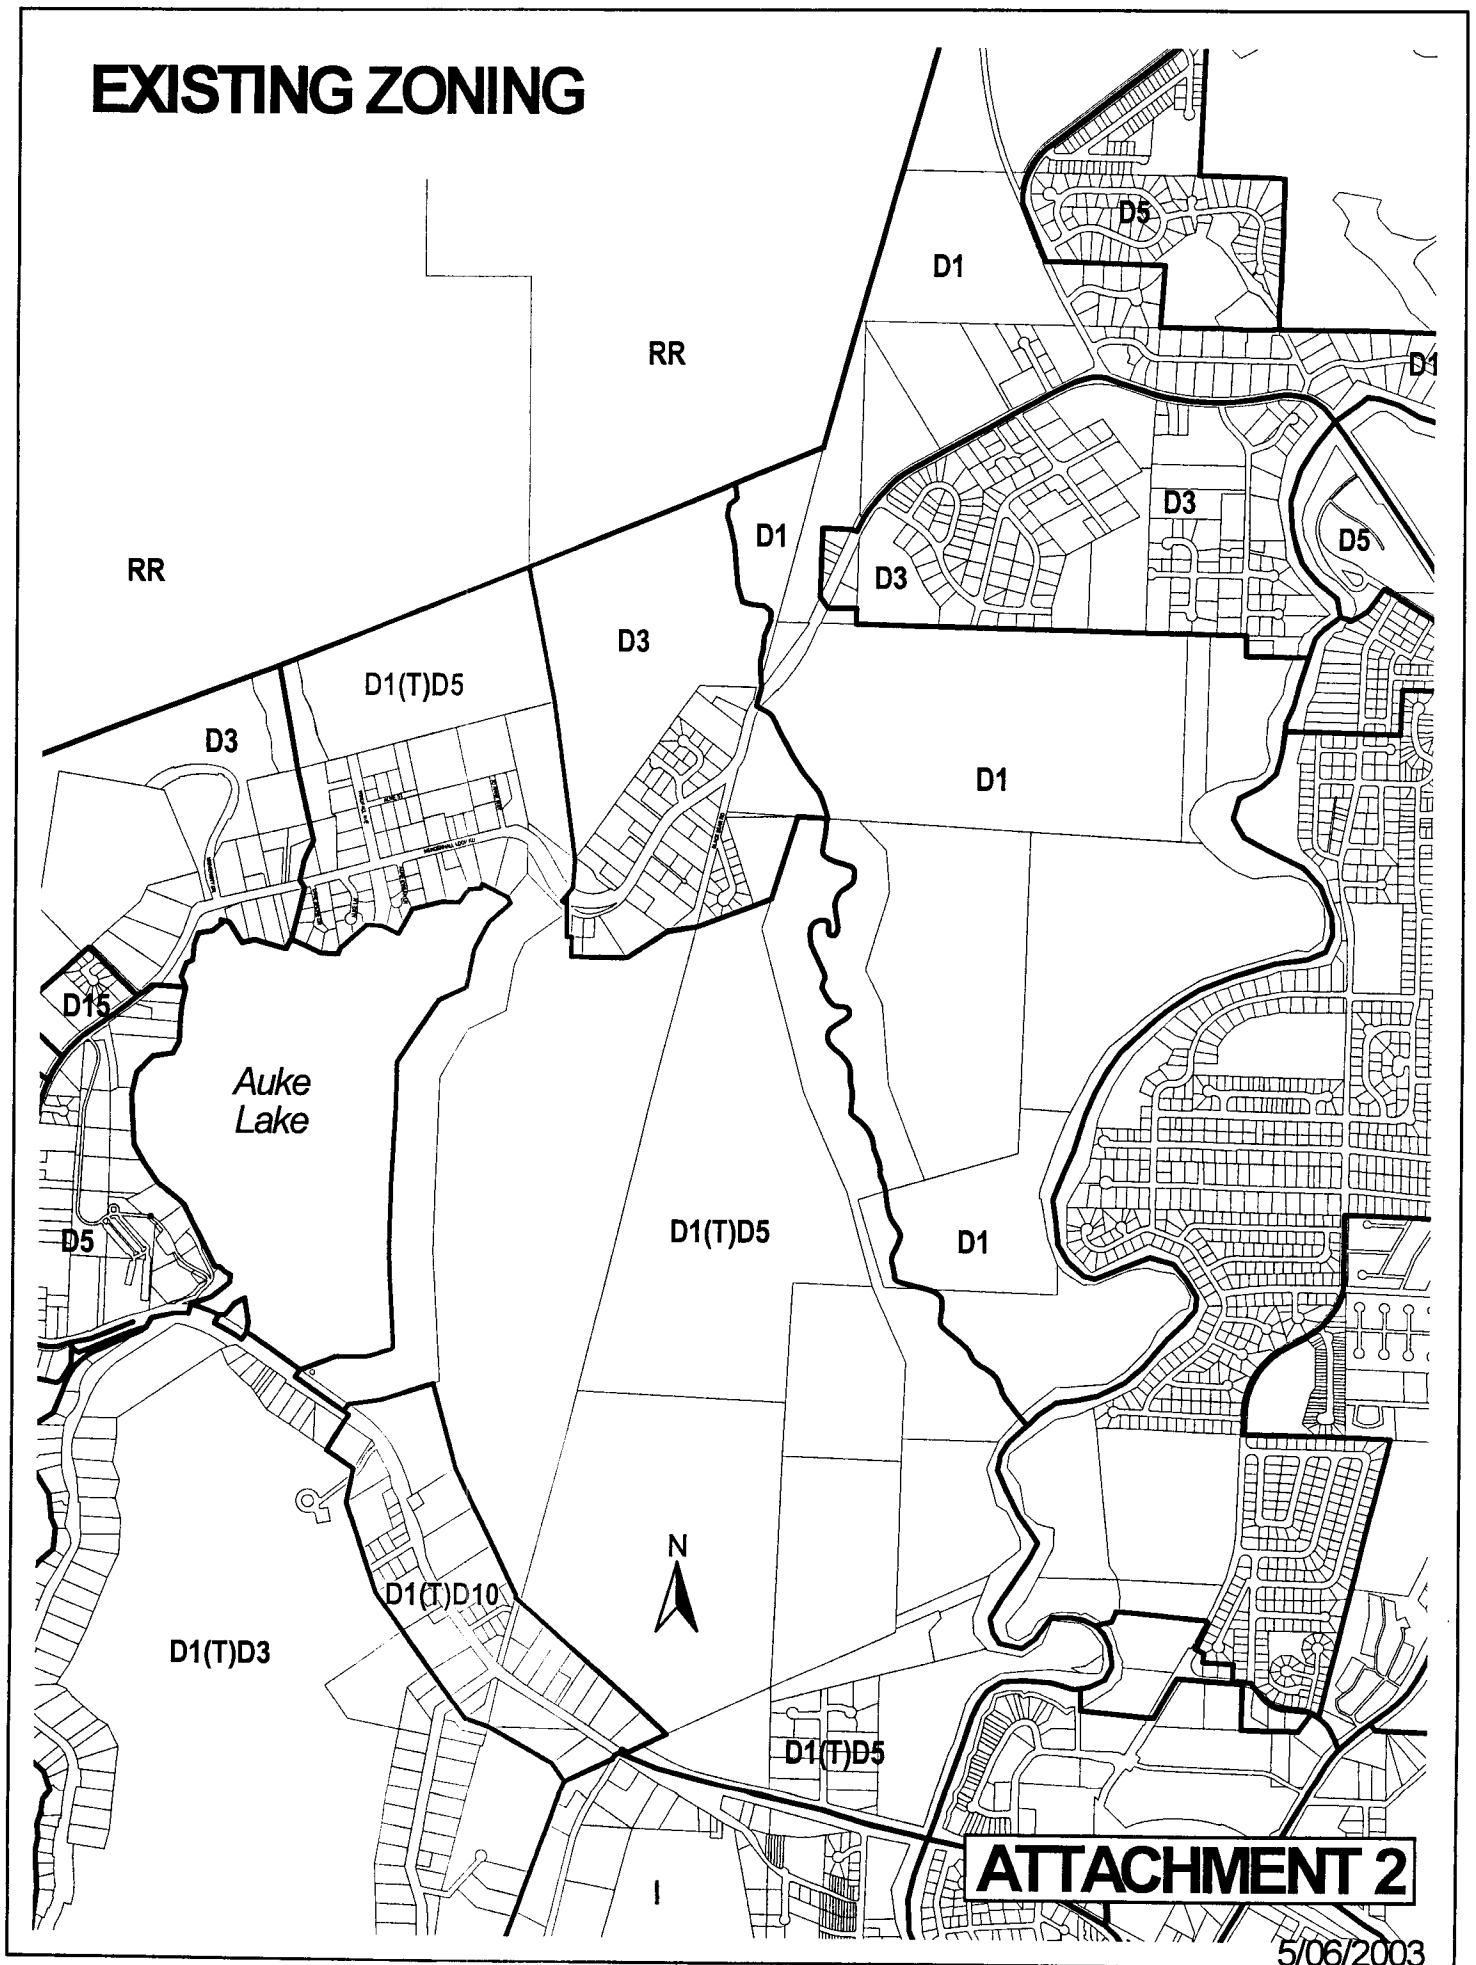 EXISTING ZONING
D5
D1
RR
D1
D3
D1
D5
RR
D3
D3
D1(T)D5
D3
D1
D15
Auke
Lake
D1(T)D5
D1
D5
N
D1(T)D10
D1(T)D3
D1(T)D5
I
ATTACHMENT 2
5/06/2003